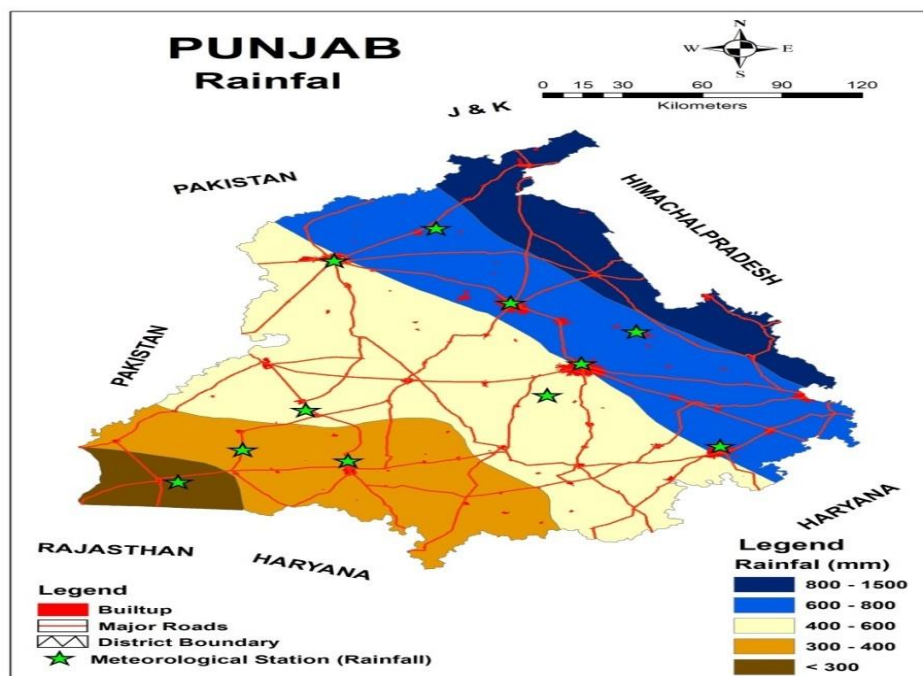 PUNJAB
Rainfal
N
W E
S
0 15 30 60 90 120
Kilometers
J & K
PAKISTAN
HIMACHALPRADESH
PAKISTAN
RAJASTHAN
HARYANA
HARYANA
Legend
Builtup
Major Roads
District Boundary
Meteorological Station (Rainfall)
Legend
Rainfall (mm)
800 - 1500
600 - 800
400 - 600
300 - 400
< 300